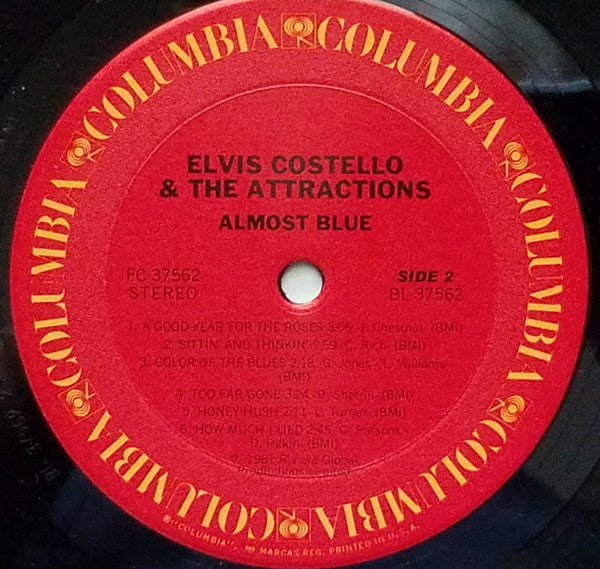 COLUMBIA COLUMBIA COLUMBIA COLUMBIA COLUMBIA COLUMBIA
ELVIS COSTELLO
& THE ATTRACTIONS
ALMOST BLUE
FC 37562
STEREO
SIDE 2
BL 37562
1. A GOOD YEAR FOR THE ROSES 3:06 -J. Chestnut- (BMI)
2. SITTIN' AND THINKIN' 2:59 -C. Rich- (BMI)
3. COLOR OF THE BLUES 2:18 -G. Jones - L. Williams-
(BMI)
4. TOO FAR GONE 3:24 -B. Sherrill- (BMI)
5. HONEY HUSH 2:11 -L. Turner- (BMI)
6. HOW MUCH I LIED 2:45 -G. Parsons-
D. Rifkin- (BMI)
℗ 1981 Riviera Global
Productions
"COLUMBIA", MARCAS REG. PRINTED IN U.S.A.